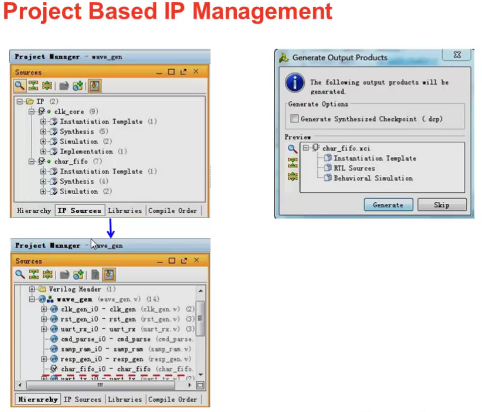 Project Based IP Management
Project Manager - wave_gen
Sources
IP (2)
clk_core (9)
Instantiation Template (1)
Synthesis (5)
Simulation (2)
Implementation (1)
char_fifo (7)
Instantiation Template (1)
Synthesis (4)
Simulation (2)
Hierarchy IP Sources Libraries Compile Order
Generate Output Products
The following output products will be
generated.
Generate Options
Generate Synthesized Checkpoint (.dcp)
Preview
char_fifo.xci
Instantiation Template
RTL Sources
Behavioral Simulation
Generate Skip
Project Manager - wave_gen
Sources
Verilog Header (1)
wave_gen (wave_gen.v) (14)
clk_gen_i0 - clk_gen (clk_gen.v) (2)
rst_gen_i0 - rst_gen (rst_gen.v) (3)
uart_rx_i0 - uart_rx (uart_rx.v) (3)
cmd_parse_i0 - cmd_parse (cmd_parse.
samp_ram_i0 - samp_ram (samp_ram.v)
resp_gen_i0 - resp_gen (resp_gen.v)
char_fifo_i0 - char_fifo (char_fifo.
uart_tx_i0 - uart_tx (uart_tx.v) (?)
Hierarchy IP Sources Libraries Compile Order